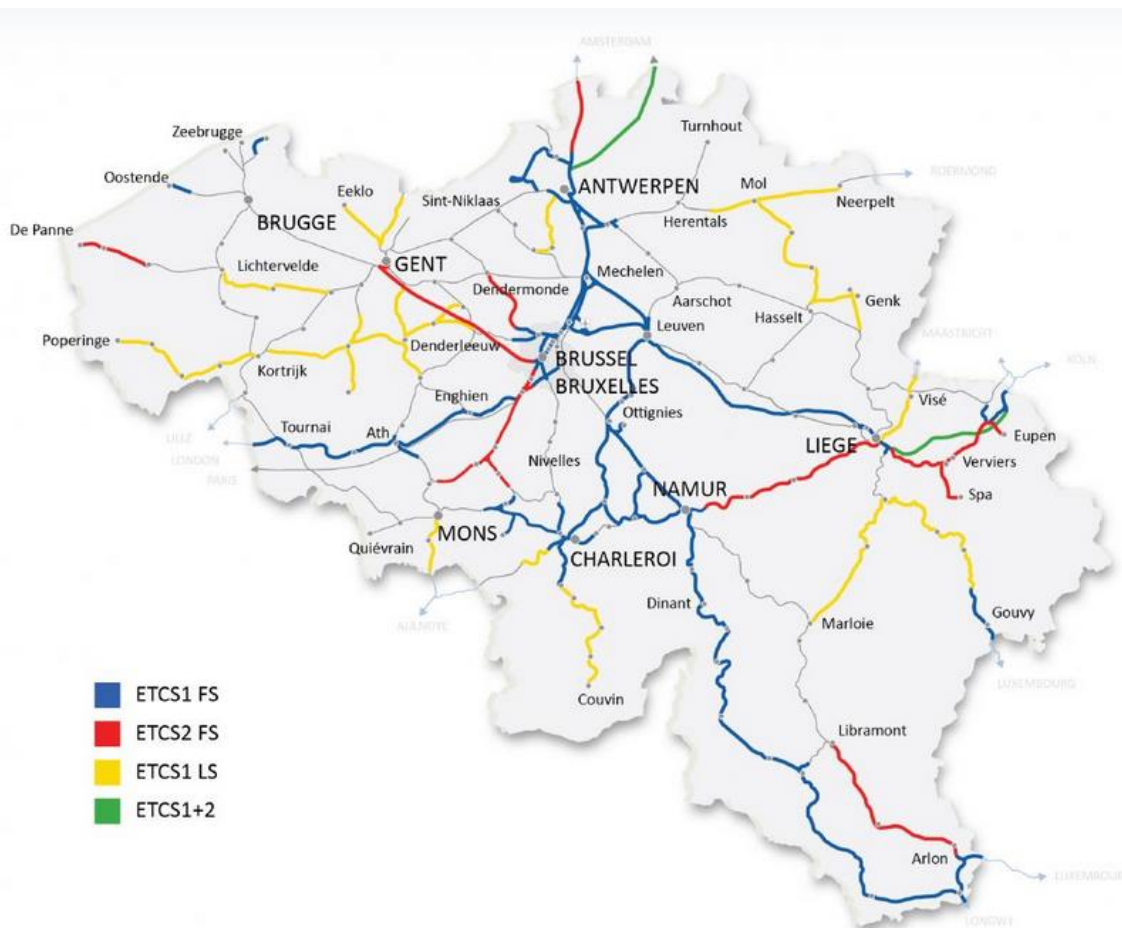 AMSTERDAM
Zeebrugge
Turnhout
Oostende
Eeklo
Sint-Niklaas
ANTWERPEN
Mol
ROERMOND
Neerpelt
BRUGGE
Herentals
De Panne
GENT
Lichtervelde
Mechelen
Dendermonde
Aarschot
Genk
Hasselt
Leuven
MAASTRICHT
Poperinge
Denderleeuw
BRUSSEL
BRUXELLES
KÖLN
Kortrijk
Enghien
Visé
Ottignies
Tournai
Ath
LILLE
LIEGE
Eupen
LONDON
Nivelles
Verviers
PARIS
NAMUR
Spa
MONS
Quiévrain
CHARLEROI
Dinant
Gouvy
AULNOYE
Marloie
LUXEMBOURG
Couvin
ETCS1 FS
ETCS2 FS
ETCS1 LS
ETCS1+2
Libramont
Arlon
LUXEMBOUR
LONGWY